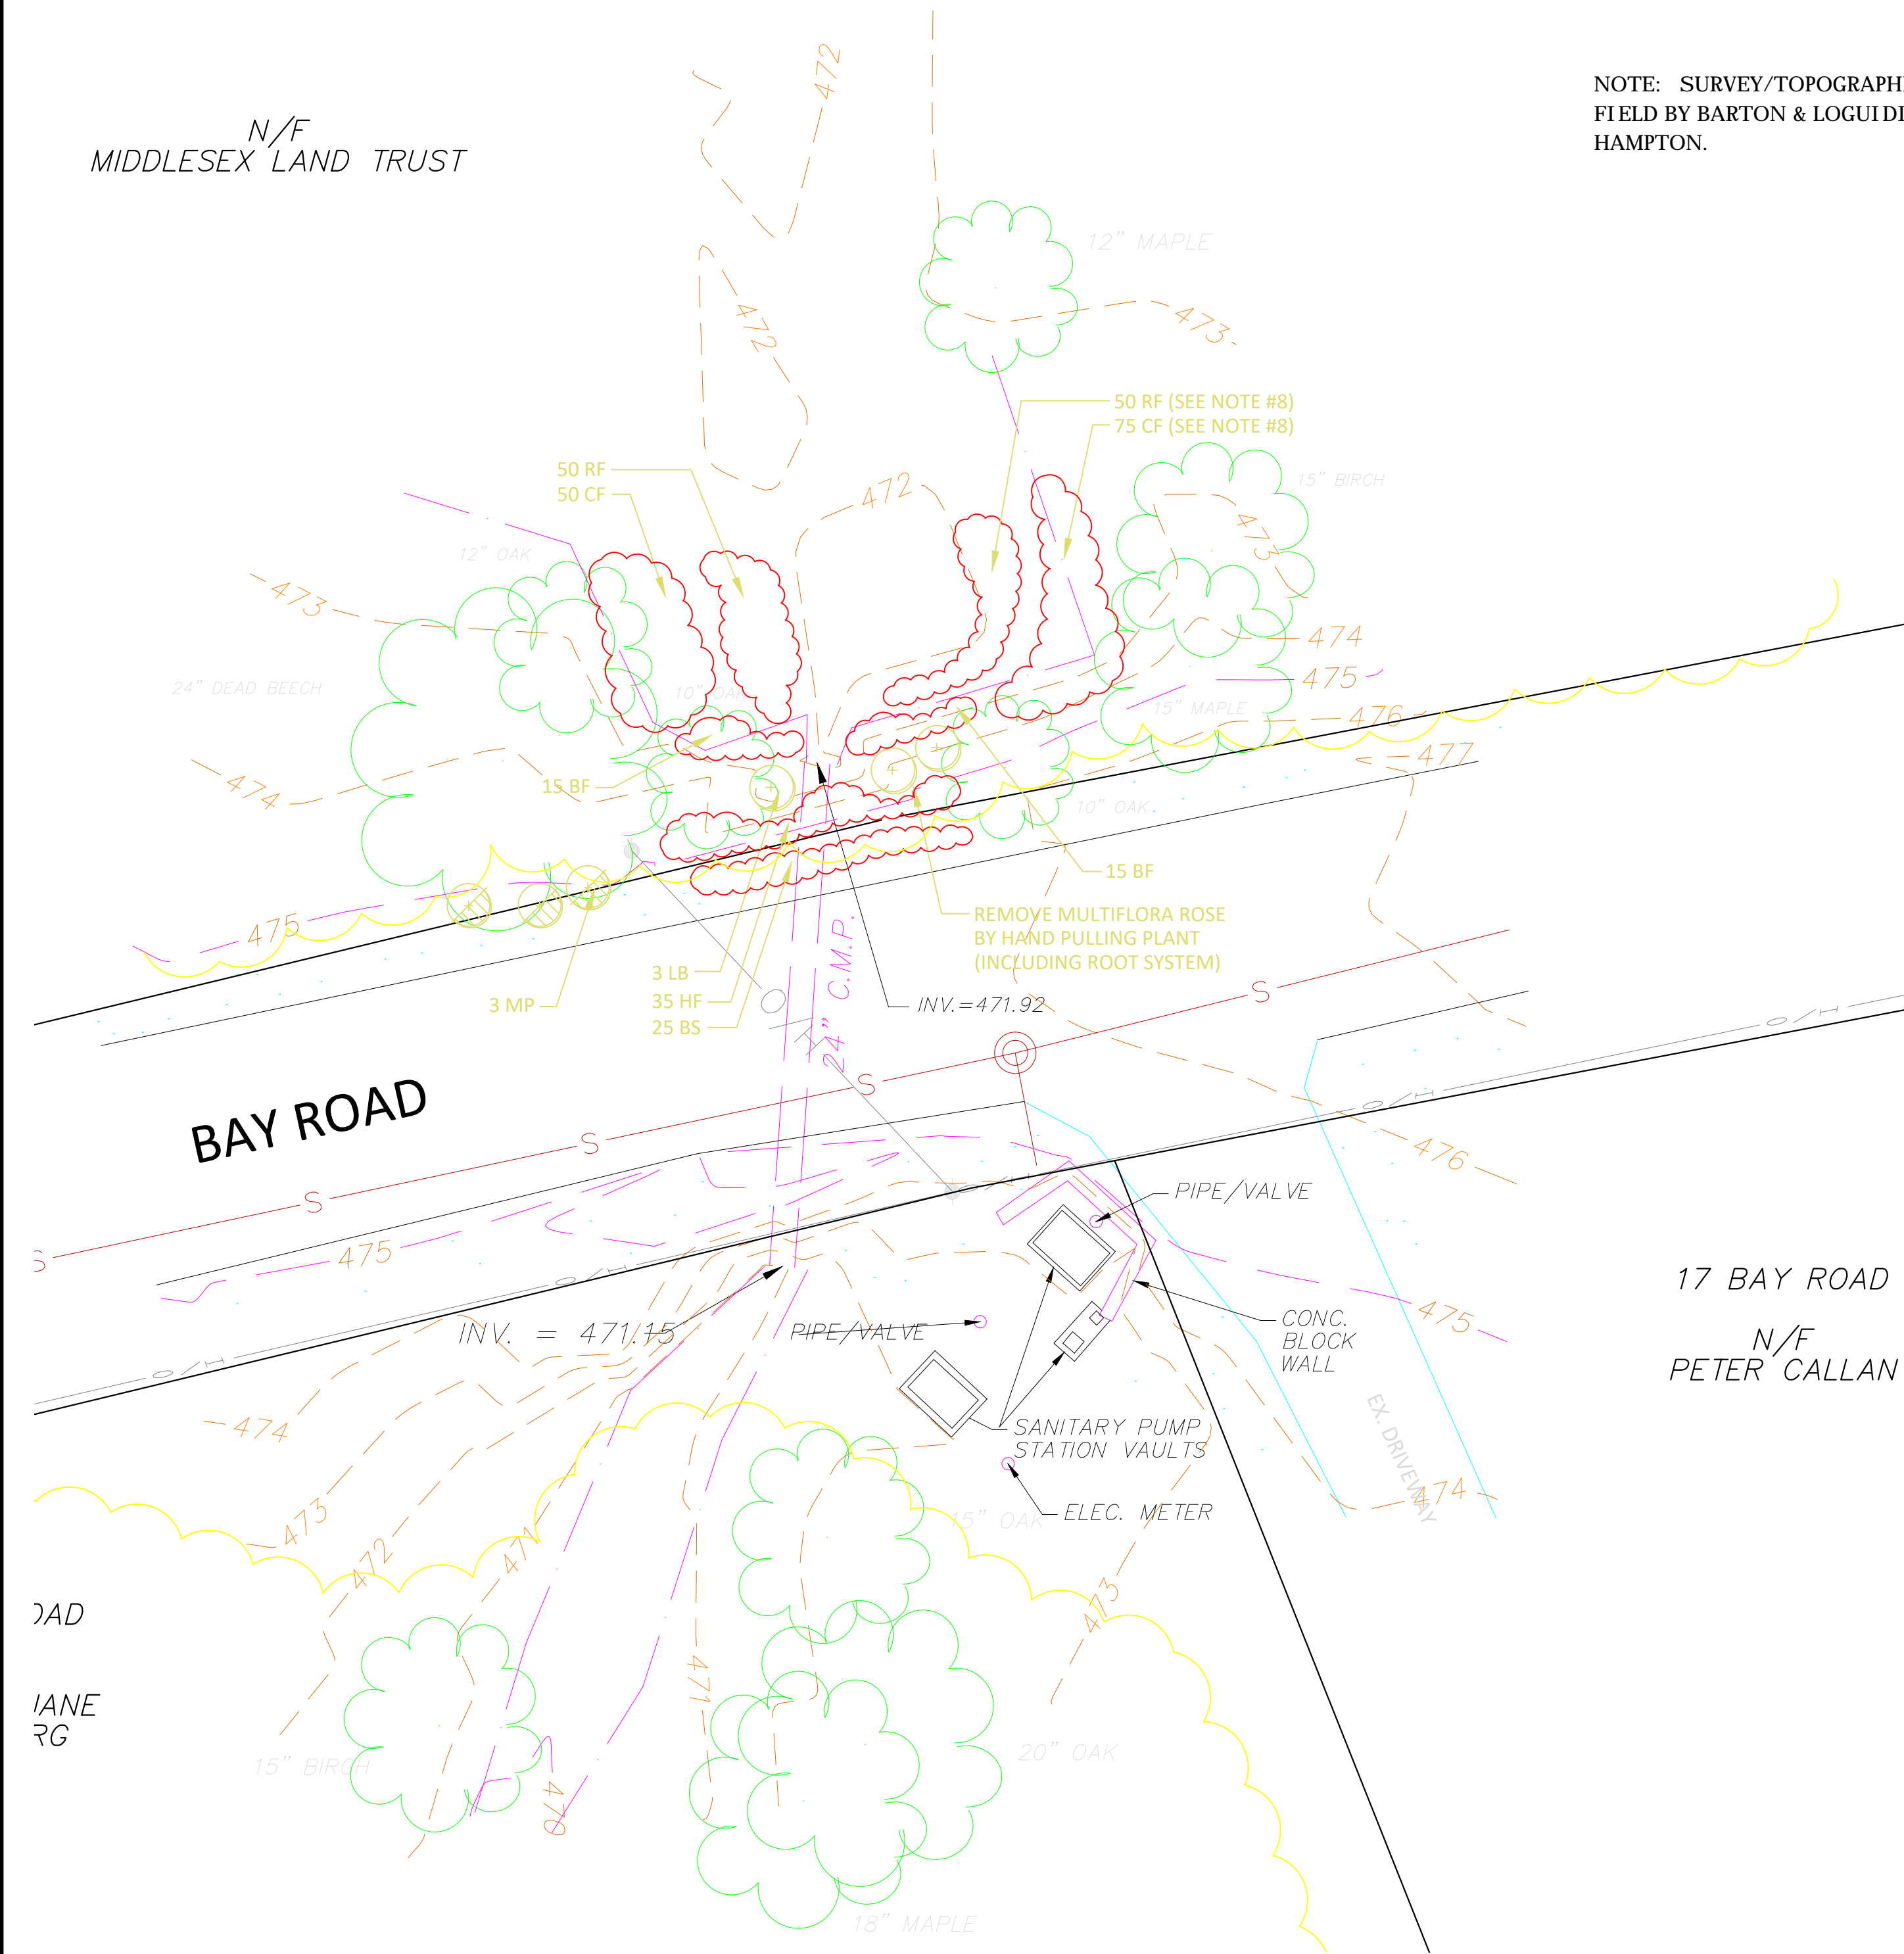 NOTE: SURVEY/TOPOGRAPH
FIELD BY BARTON & LOGUIDI
HAMPTON.
N/F
MIDDLESEX LAND TRUST
472
12" MAPLE
472
473
50 RF (SEE NOTE #8)
75 CF (SEE NOTE #8)
50 RF
50 CF
472
15" BIRCH
473
12" OAK
473
474
475
24" DEAD BEECH
10" OAK
15" MAPLE
476
477
474
15 BF
10" OAK
15 BF
475
REMOVE MULTIFLORA ROSE
BY HAND PULLING PLANT
(INCLUDING ROOT SYSTEM)
3 LB
35 HF
25 BS
3 MP
24" C.M.P.
INV.=471.92
S
O/T
O/T
S
O/T
BAY ROAD
S
S
S
476
PIPE/VALVE
475
O/T
O/T
17 BAY ROAD
N/F
PETER CALLAN
INV. = 471.15
PIPE/VALVE
CONC.
BLOCK
WALL
475
O/T
474
SANITARY PUMP
STATION VAULTS
EX. DRIVEWAY
474
473
472
471
15" OAK
ELEC. METER
473
OAD
IANE
RG
471
15" BIRCH
470
20" OAK
18" MAPLE